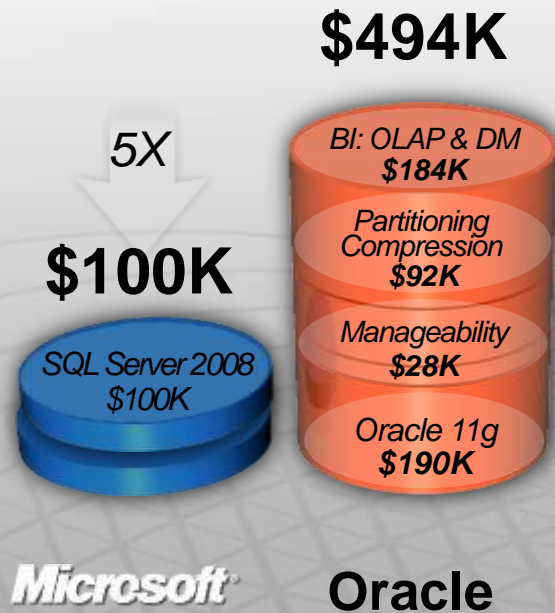 $494K
5X
$100K
SQL Server 2008
$100K
BI: OLAP & DM
$184K
Partitioning
Compression
$92K
Manageability
$28K
Oracle 11g
$190K
Microsoft®
Oracle